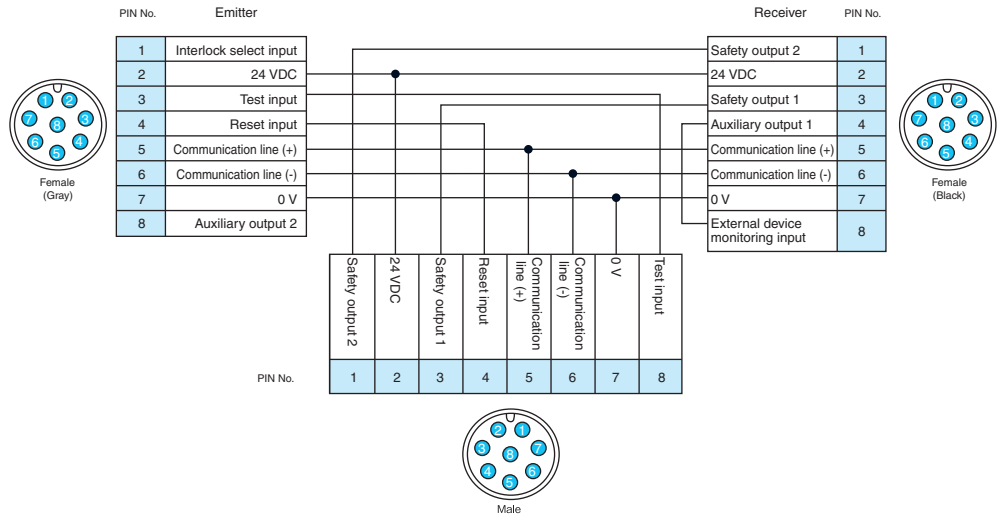 PIN No. Emitter Receiver PIN No.
1 Interlock select input Safety output 2 1
2 24 VDC 24 VDC 2
3 Test input Safety output 1 3
4 Reset input Auxiliary output 1 4
5 Communication line (+) Communication line (+) 5
6 Communication line (-) Communication line (-) 6
7 0 V 0 V 7
8 Auxiliary output 2 External device
monitoring input 8
1 2
7 8 3
6 5 4
Female
(Gray)
1 2
7 8 3
6 5 4
Female
(Black)
Safety output 2
24 VDC
Safety output 1
Reset input
Communication
line (+)
Communication
line (-)
0 V
Test input
PIN No. 1 2 3 4 5 6 7 8
2 1
3 8 7
4 5 6
Male